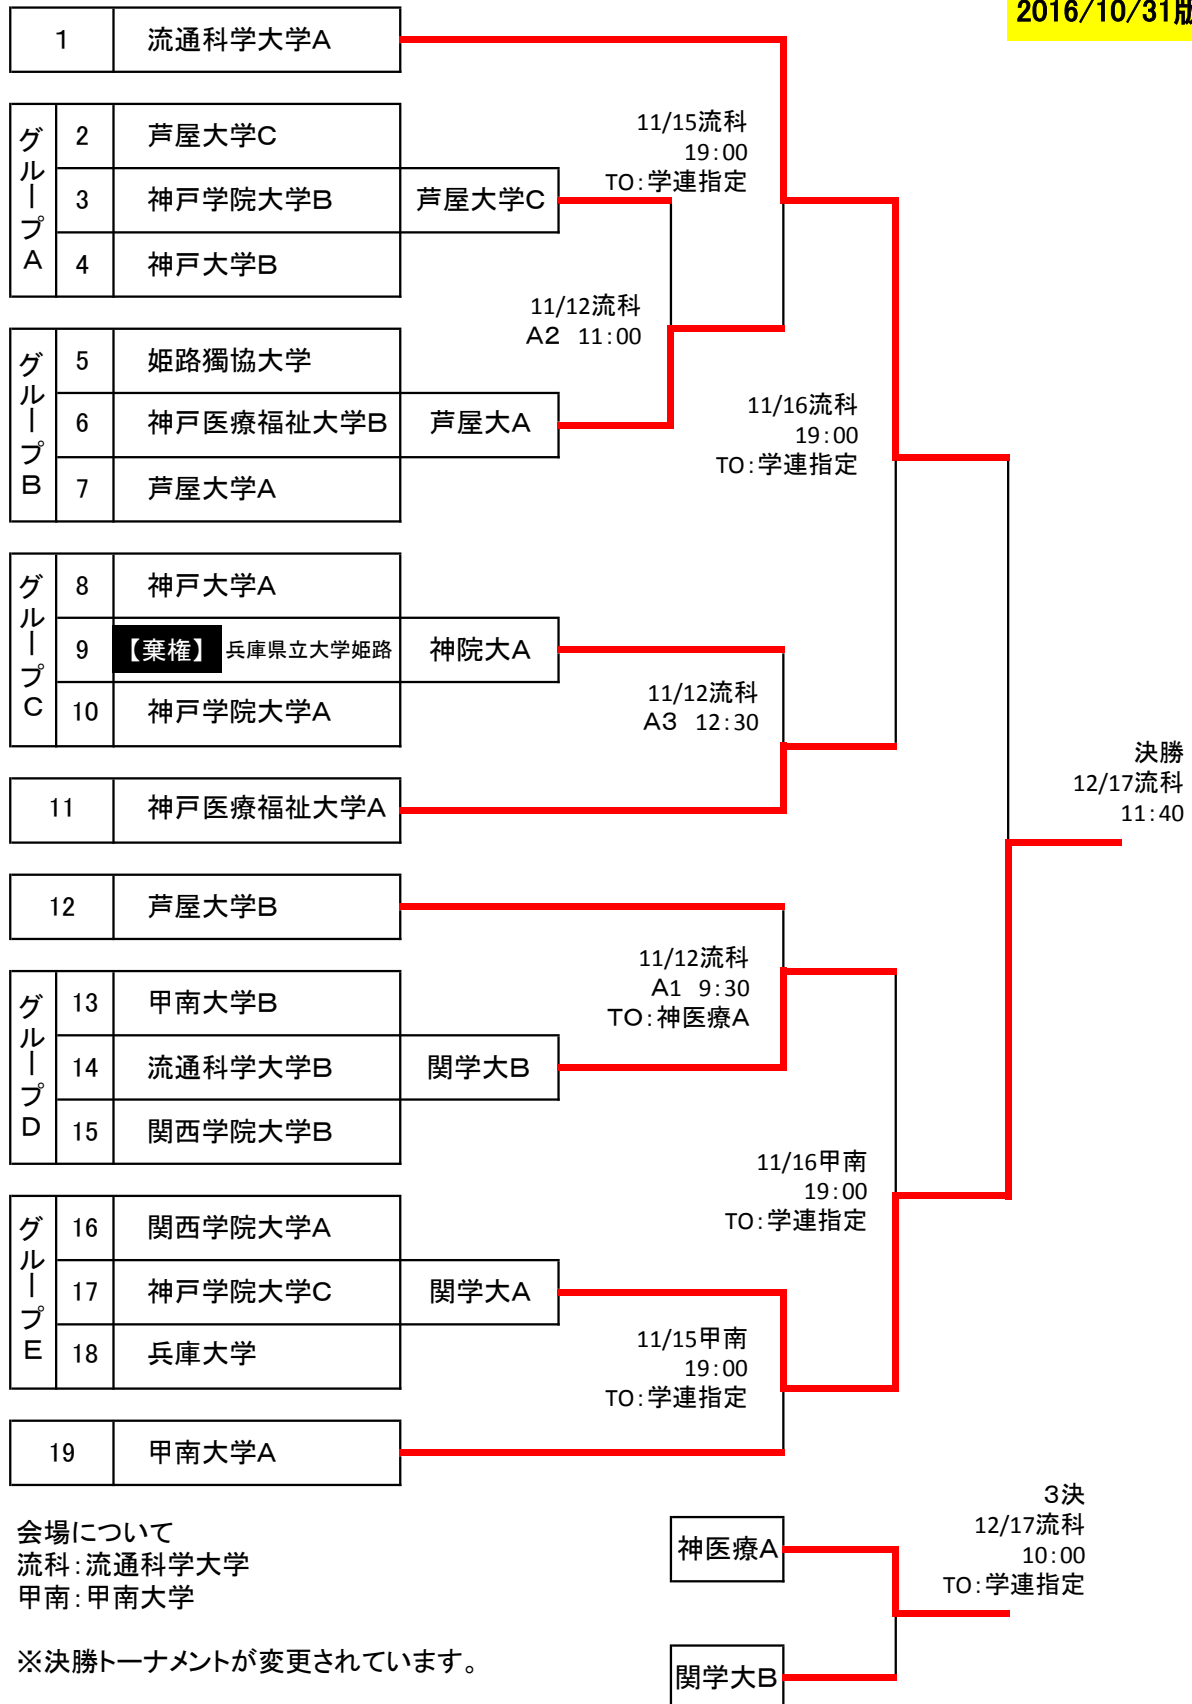 2016/10/31版
1 流通科学大学A
グループA
2 芦屋大学C
3 神戸学院大学B 芦屋大学C
4 神戸大学B
11/15流科
19:00
TO:学連指定
11/12流科
A2 11:00
グループB
5 姫路獨協大学
6 神戸医療福祉大学B 芦屋大A
7 芦屋大学A
11/16流科
19:00
TO:学連指定
グループC
8 神戸大学A
9 【棄権】 兵庫県立大学姫路 神院大A
10 神戸学院大学A
11/12流科
A3 12:30
11 神戸医療福祉大学A
決勝
12/17流科
11:40
12 芦屋大学B
11/12流科
A1 9:30
TO:神医療A
グループD
13 甲南大学B
14 流通科学大学B 関学大B
15 関西学院大学B
11/16甲南
19:00
TO:学連指定
グループE
16 関西学院大学A
17 神戸学院大学C 関学大A
18 兵庫大学
11/15甲南
19:00
TO:学連指定
19 甲南大学A
会場について
流科:流通科学大学
甲南:甲南大学
※決勝トーナメントが変更されています。
3決
12/17流科
10:00
TO:学連指定
神医療A
関学大B